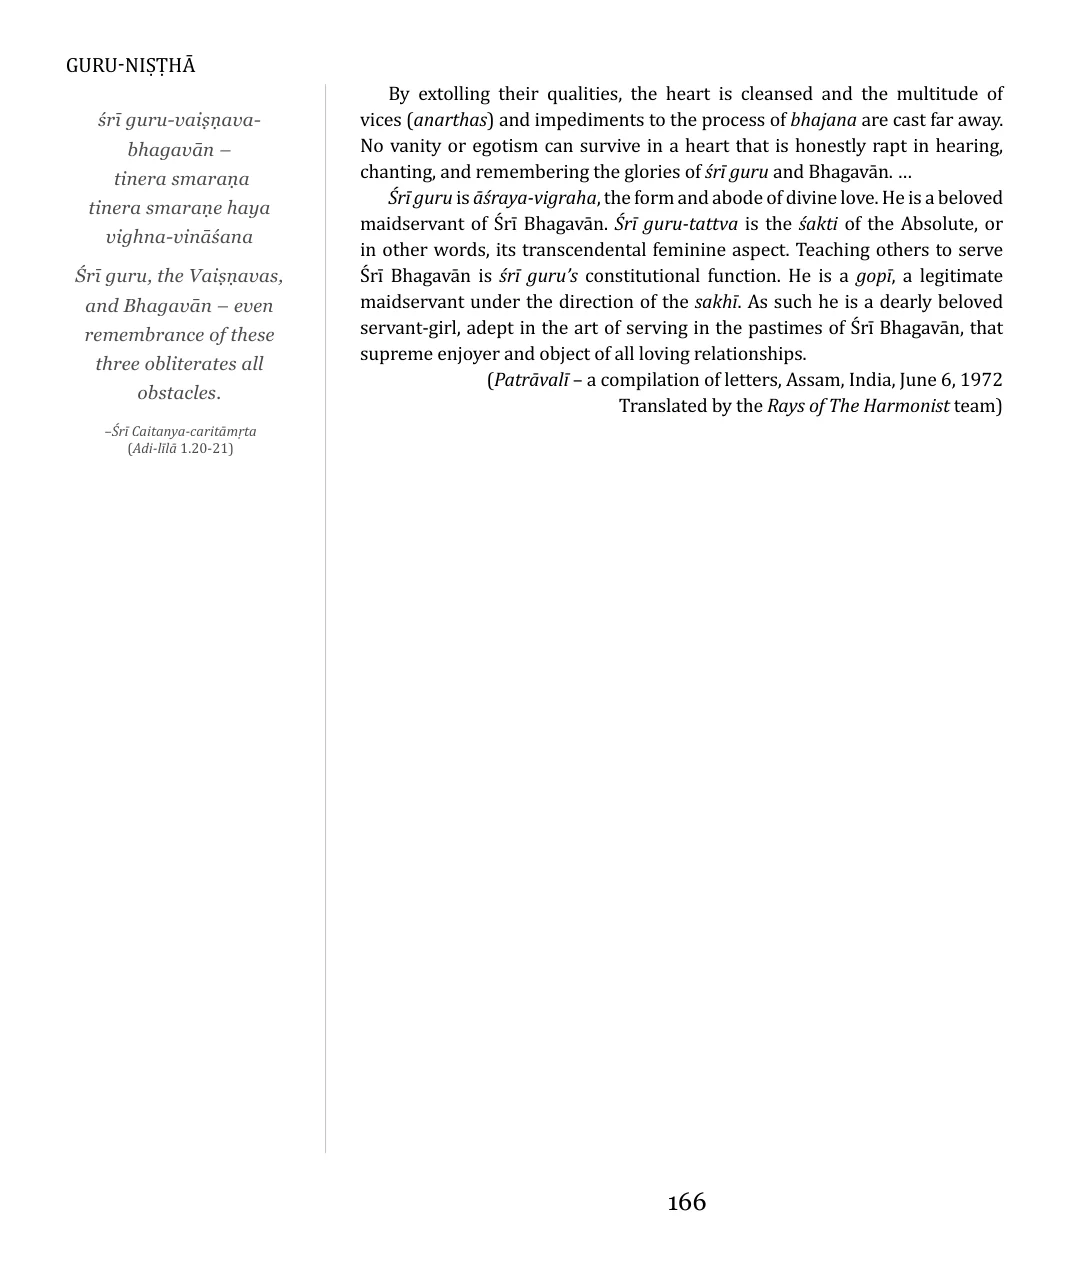 GURU-NIṢṬHĀ
śrī guru-vaiṣṇava-
bhagavān –
tinera smaraṇa
tinera smaraṇe haya
vighna-vināśana
Śrī guru, the Vaiṣṇavas,
and Bhagavān – even
remembrance of these
three obliterates all
obstacles.
–Śrī Caitanya-caritāmṛta
(Adi-līlā 1.20-21)
By extolling their qualities, the heart is cleansed and the multitude of
vices (anarthas) and impediments to the process of bhajana are cast far away.
No vanity or egotism can survive in a heart that is honestly rapt in hearing,
chanting, and remembering the glories of śrī guru and Bhagavān. …
Śrī guru is āśraya-vigraha, the form and abode of divine love. He is a beloved
maidservant of Śrī Bhagavān. Śrī guru-tattva is the śakti of the Absolute, or
in other words, its transcendental feminine aspect. Teaching others to serve
Śrī Bhagavān is śrī guru’s constitutional function. He is a gopī, a legitimate
maidservant under the direction of the sakhī. As such he is a dearly beloved
servant-girl, adept in the art of serving in the pastimes of Śrī Bhagavān, that
supreme enjoyer and object of all loving relationships.
(Patrāvalī – a compilation of letters, Assam, India, June 6, 1972
Translated by the Rays of The Harmonist team)
166